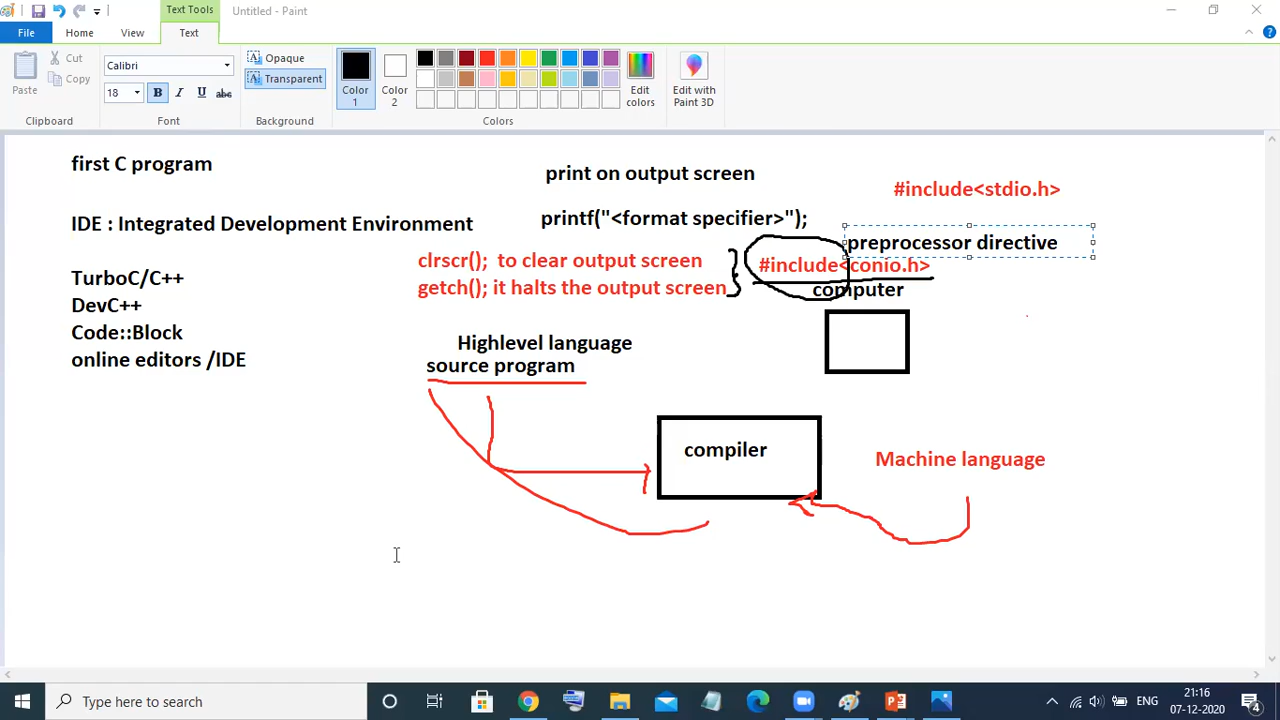 Text Tools
Untitled - Paint
File
Home
View
Text
Paste
Cut
Copy
Clipboard
Calibri
18
B
I
U
abc
Font
Opaque
Transparent
Background
Color 1
Color 2
Colors
Edit colors
Edit with Paint 3D
first C program
print on output screen
#include<stdio.h>
IDE : Integrated Development Environment
printf("<format specifier>");
preprocessor directive
clrscr(); to clear output screen
#include<conio.h>
TurboC/C++
getch(); it halts the output screen
computer
DevC++
Code::Block
Highlevel language
online editors /IDE
source program
compiler
Machine language
Type here to search
ENG
21:16
07-12-2020
4